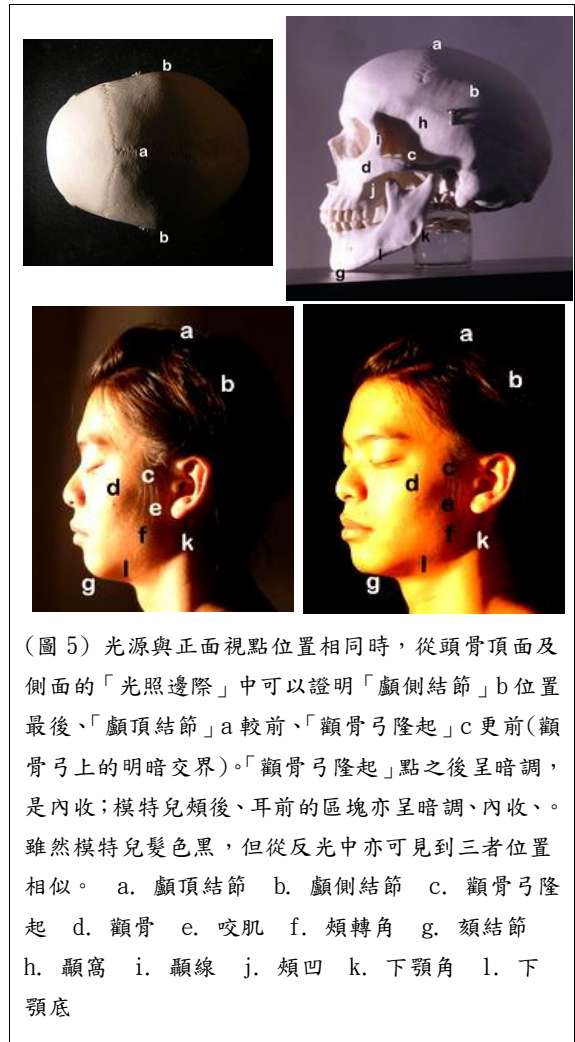 b
a
b
a
b
h
i
c
d
j
k
l
g
a
b
c
d
e
f
k
l
g
a
b
c
d
e
f
k
l
g
(圖 5) 光源與正面視點位置相同時，從頭骨頂面及
側面的「光照邊際」中可以證明「顱側結節」b 位置
最後、「顱頂結節」a 較前、「顴骨弓隆起」c 更前(顴
骨弓上的明暗交界)。「顴骨弓隆起」點之後呈暗調，
是內收；模特兒頰後、耳前的區塊亦呈暗調、內收、。
雖然模特兒髮色黑，但從反光中亦可見到三者位置
相似。 a. 顱頂結節 b. 顱側結節 c. 顴骨弓隆
起 d. 顴骨 e. 咬肌 f. 頰轉角 g. 頦結節
h. 顳窩 i. 顳線 j. 頰凹 k. 下顎角 l. 下
顎底